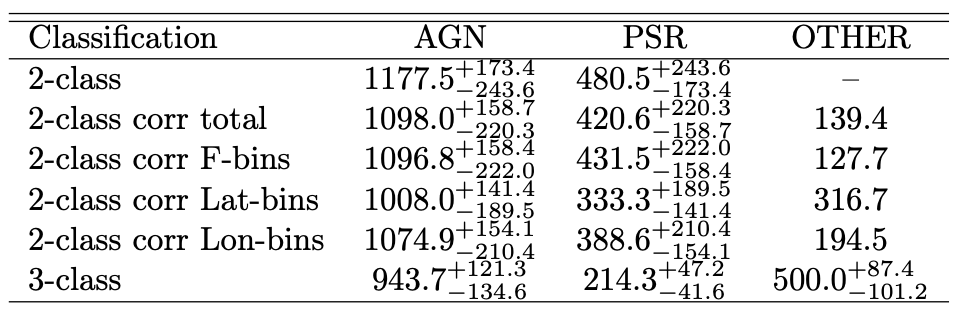 Classification AGN PSR OTHER
2-class 1177.5+173.4−243.6 480.5+243.6−173.4 –
2-class corr total 1098.0+158.7−220.3 420.6+220.3−158.7 139.4
2-class corr F-bins 1096.8+158.4−222.0 431.5+222.0−158.4 127.7
2-class corr Lat-bins 1008.0+141.4−189.5 333.3+189.5−141.4 316.7
2-class corr Lon-bins 1074.9+154.1−210.4 388.6+210.4−154.1 194.5
3-class 943.7+121.3−134.6 214.3+47.2−41.6 500.0+87.4−101.2